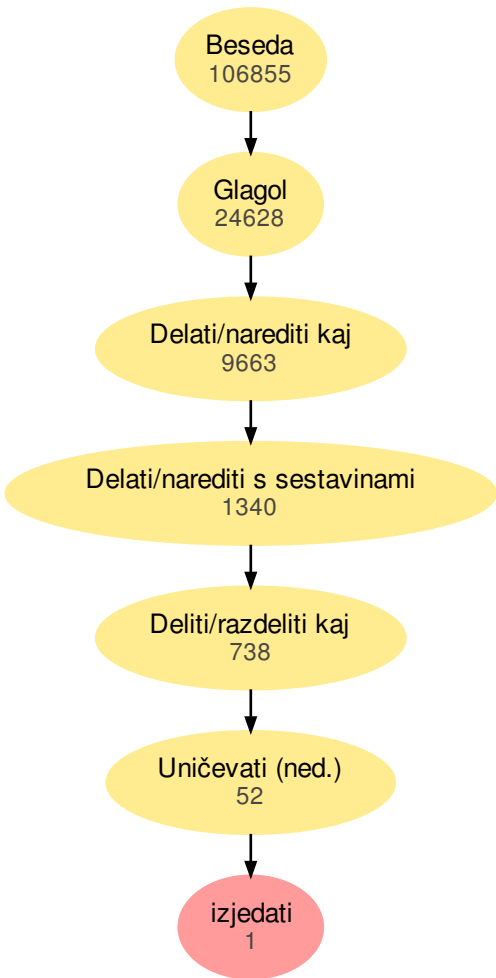 Beseda
106855
Glagol
24628
Delati/narediti kaj
9663
Delati/narediti s sestavinami
1340
Deliti/razdeliti kaj
738
Uničevati (ned.)
52
izjedati
1